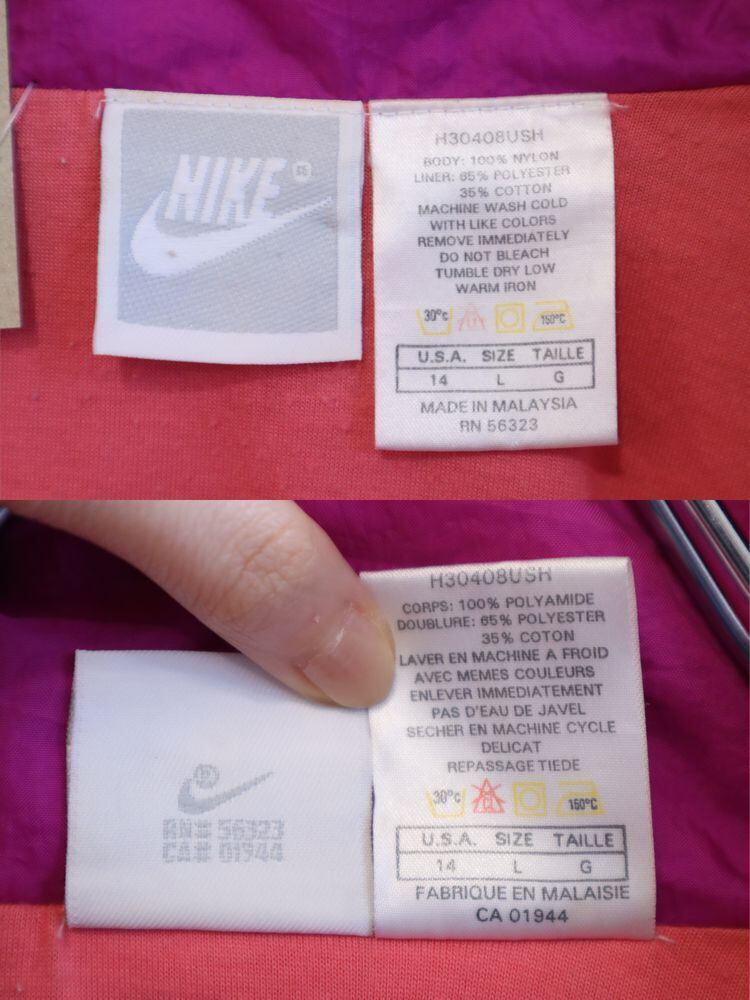 NIKE
H30408USH
BODY: 100% NYLON
LINER: 65% POLYESTER
35% COTTON
MACHINE WASH COLD
WITH LIKE COLORS
REMOVE IMMEDIATELY
DO NOT BLEACH
TUMBLE DRY LOW
WARM IRON
30°C 150°C
U.S.A. SIZE TAILLE
14 L G
MADE IN MALAYSIA
RN 56323
RN# 56323
CA# 01944
H30408USH
CORPS: 100% POLYAMIDE
DOUBLURE: 65% POLYESTER
35% COTON
LAVER EN MACHINE A FROID
AVEC MEMES COULEURS
ENLEVER IMMEDIATEMENT
PAS D'EAU DE JAVEL
SECHER EN MACHINE CYCLE
DELICAT
REPASSAGE TIEDE
30°C 150°C
U.S.A. SIZE TAILLE
14 L G
FABRIQUE EN MALAISIE
CA 01944